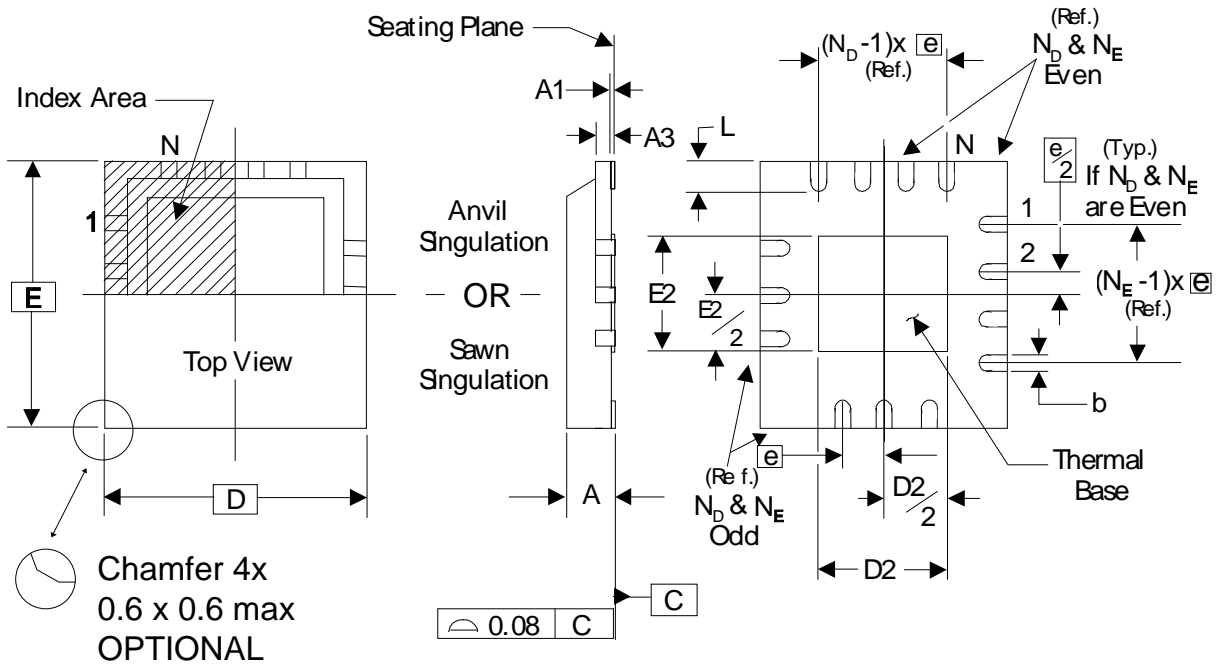 Seating Plane
Index Area
N
1
E
Top View
D
Chamfer 4x
0.6 x 0.6 max
OPTIONAL
A1
A3
Anvil
Singulation
OR
Sawn
Singulation
A
0.08 C
C
L
(N_D -1)x e
(Ref.)
(Ref.)
N_D & N_E
Even
N
e/2
(Typ.)
If N_D & N_E
are Even
1
2
(N_E -1)x e
(Ref.)
E2
E2/2
b
Thermal
Base
e
(Ref.)
N_D & N_E
Odd
D2/2
D2